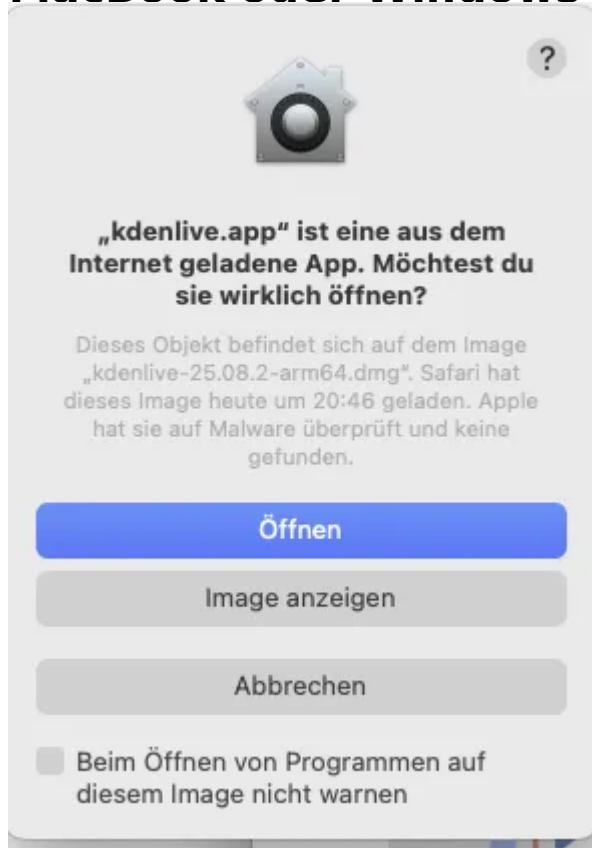 MacBook oder Windows
?
„kdenlive.app“ ist eine aus dem
Internet geladene App. Möchtest du
sie wirklich öffnen?
Dieses Objekt befindet sich auf dem Image
„kdenlive-25.08.2-arm64.dmg“. Safari hat
dieses Image heute um 20:46 geladen. Apple
hat sie auf Malware überprüft und keine
gefunden.
Öffnen
Image anzeigen
Abbrechen
Beim Öffnen von Programmen auf
diesem Image nicht warnen